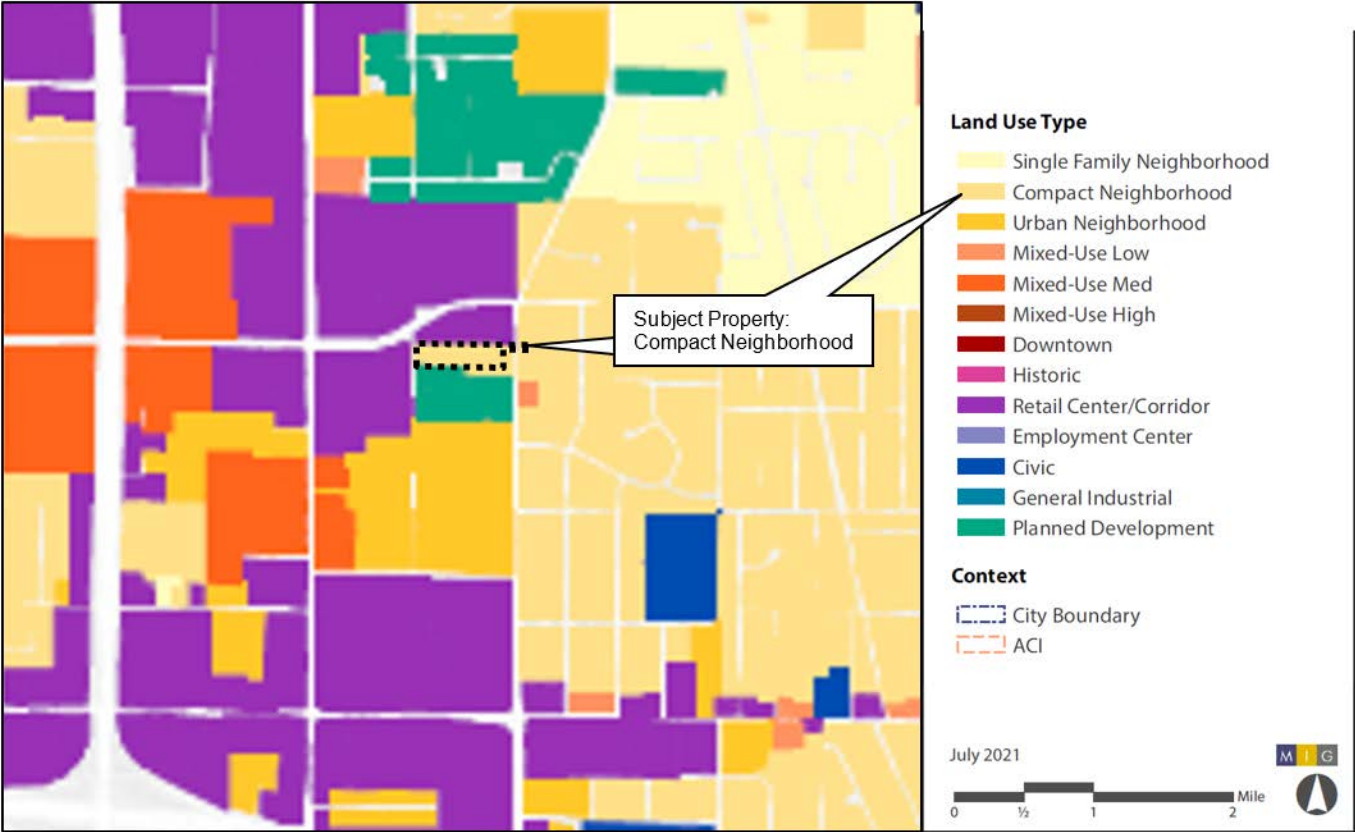 Land Use Type
Single Family Neighborhood
Compact Neighborhood
Urban Neighborhood
Mixed-Use Low
Mixed-Use Med
Mixed-Use High
Downtown
Historic
Retail Center/Corridor
Employment Center
Civic
General Industrial
Planned Development
Context
City Boundary
ACI
Subject Property:
Compact Neighborhood
July 2021
M I G
Mile
0 ½ 1 2